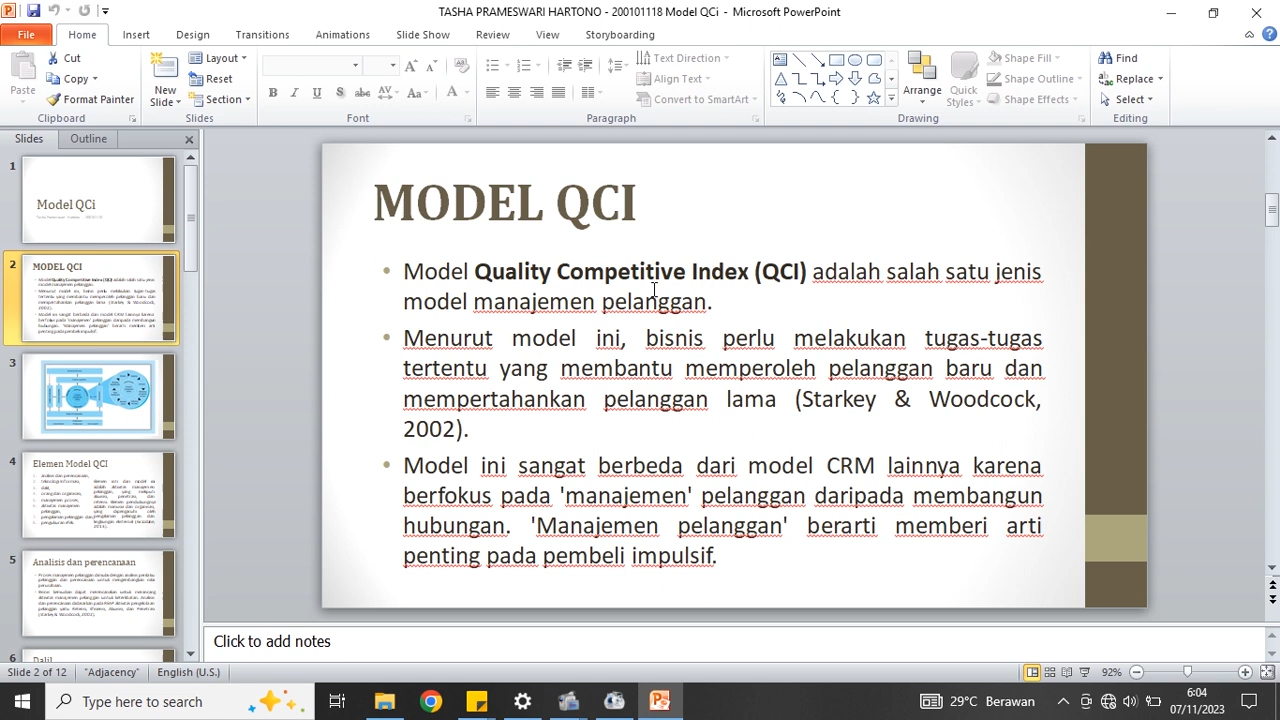 TASHA PRAMESWARI HARTONO - 200101118 Model QCi - Microsoft PowerPoint
File Home Insert Design Transitions Animations Slide Show Review View Storyboarding
Paste
Cut
Copy
Format Painter
Clipboard
New Slide
Layout
Reset
Section
Slides
Font
Text Direction
Align Text
Convert to SmartArt
Paragraph
Arrange
Quick Styles
Shape Fill
Shape Outline
Shape Effects
Drawing
Find
Replace
Select
Editing
Slides Outline
1
Model QCi
2
MODEL QCI
3
4
Elemen Model QCI
5
Analisis dan perencanaan
6
Dalil
MODEL QCI
• Model Quality Competitive Index (QCI) adalah salah satu jenis
model manajemen pelanggan.
• Menurut model ini, bisnis perlu melakukan tugas-tugas
tertentu yang membantu memperoleh pelanggan baru dan
mempertahankan pelanggan lama (Starkey & Woodcock,
2002).
• Model ini sangat berbeda dari model CRM lainnya karena
berfokus pada 'manajemen' pelanggan daripada membangun
hubungan. 'Manajemen pelanggan' berarti memberi arti
penting pada pembeli impulsif.
Click to add notes
Slide 2 of 12 "Adjacency" English (U.S.) 92%
Type here to search
29°C Berawan
6:04
07/11/2023